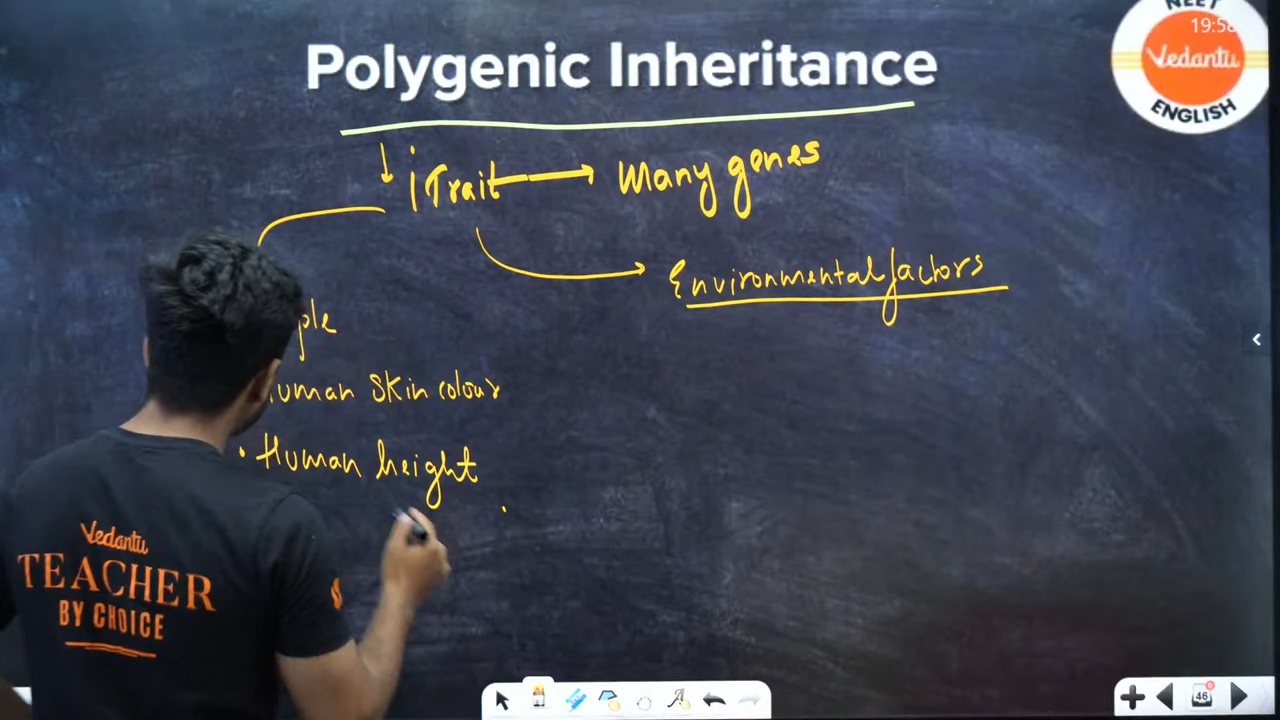 NEET
19:58
Vedantu
ENGLISH
Polygenic Inheritance
1 Trait → Many genes
Environmental factors
ple
uman skin colour
• Human height
Vedantu
TEACHER
BY CHOICE
46